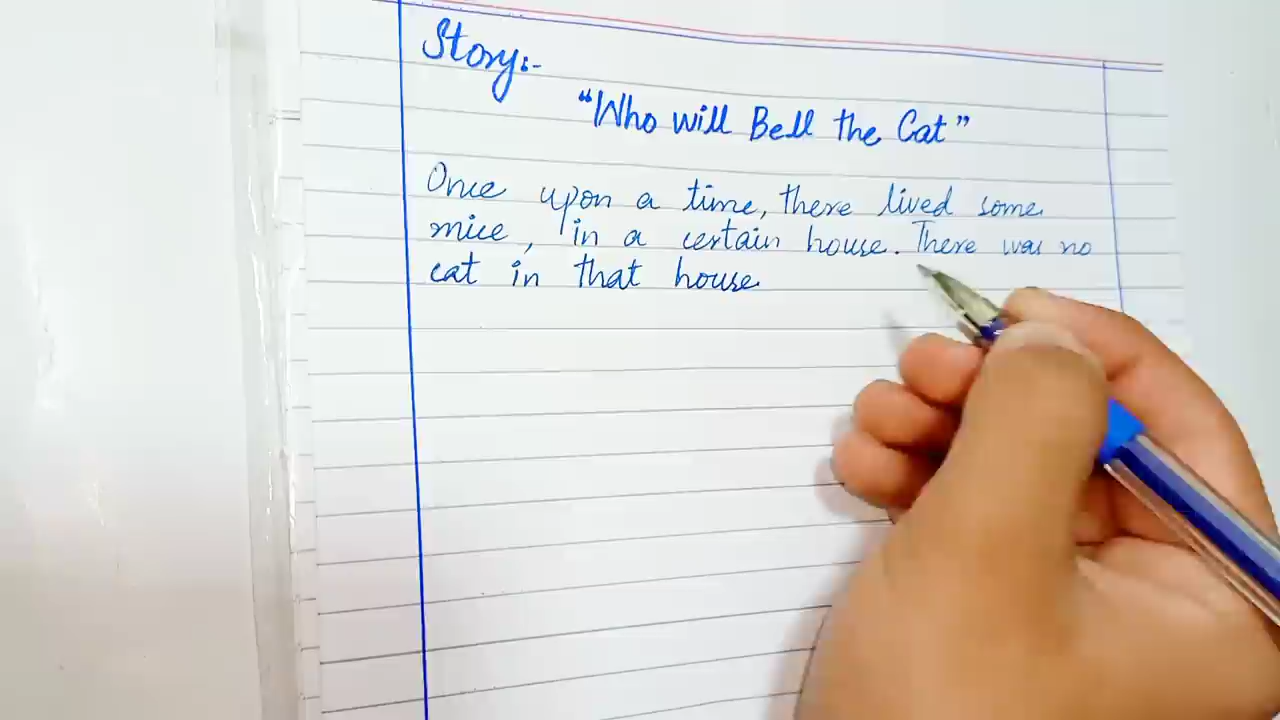 Story:-
“Who will Bell the Cat”
Once upon a time, there lived some
mice, in a certain house. There was no
cat in that house